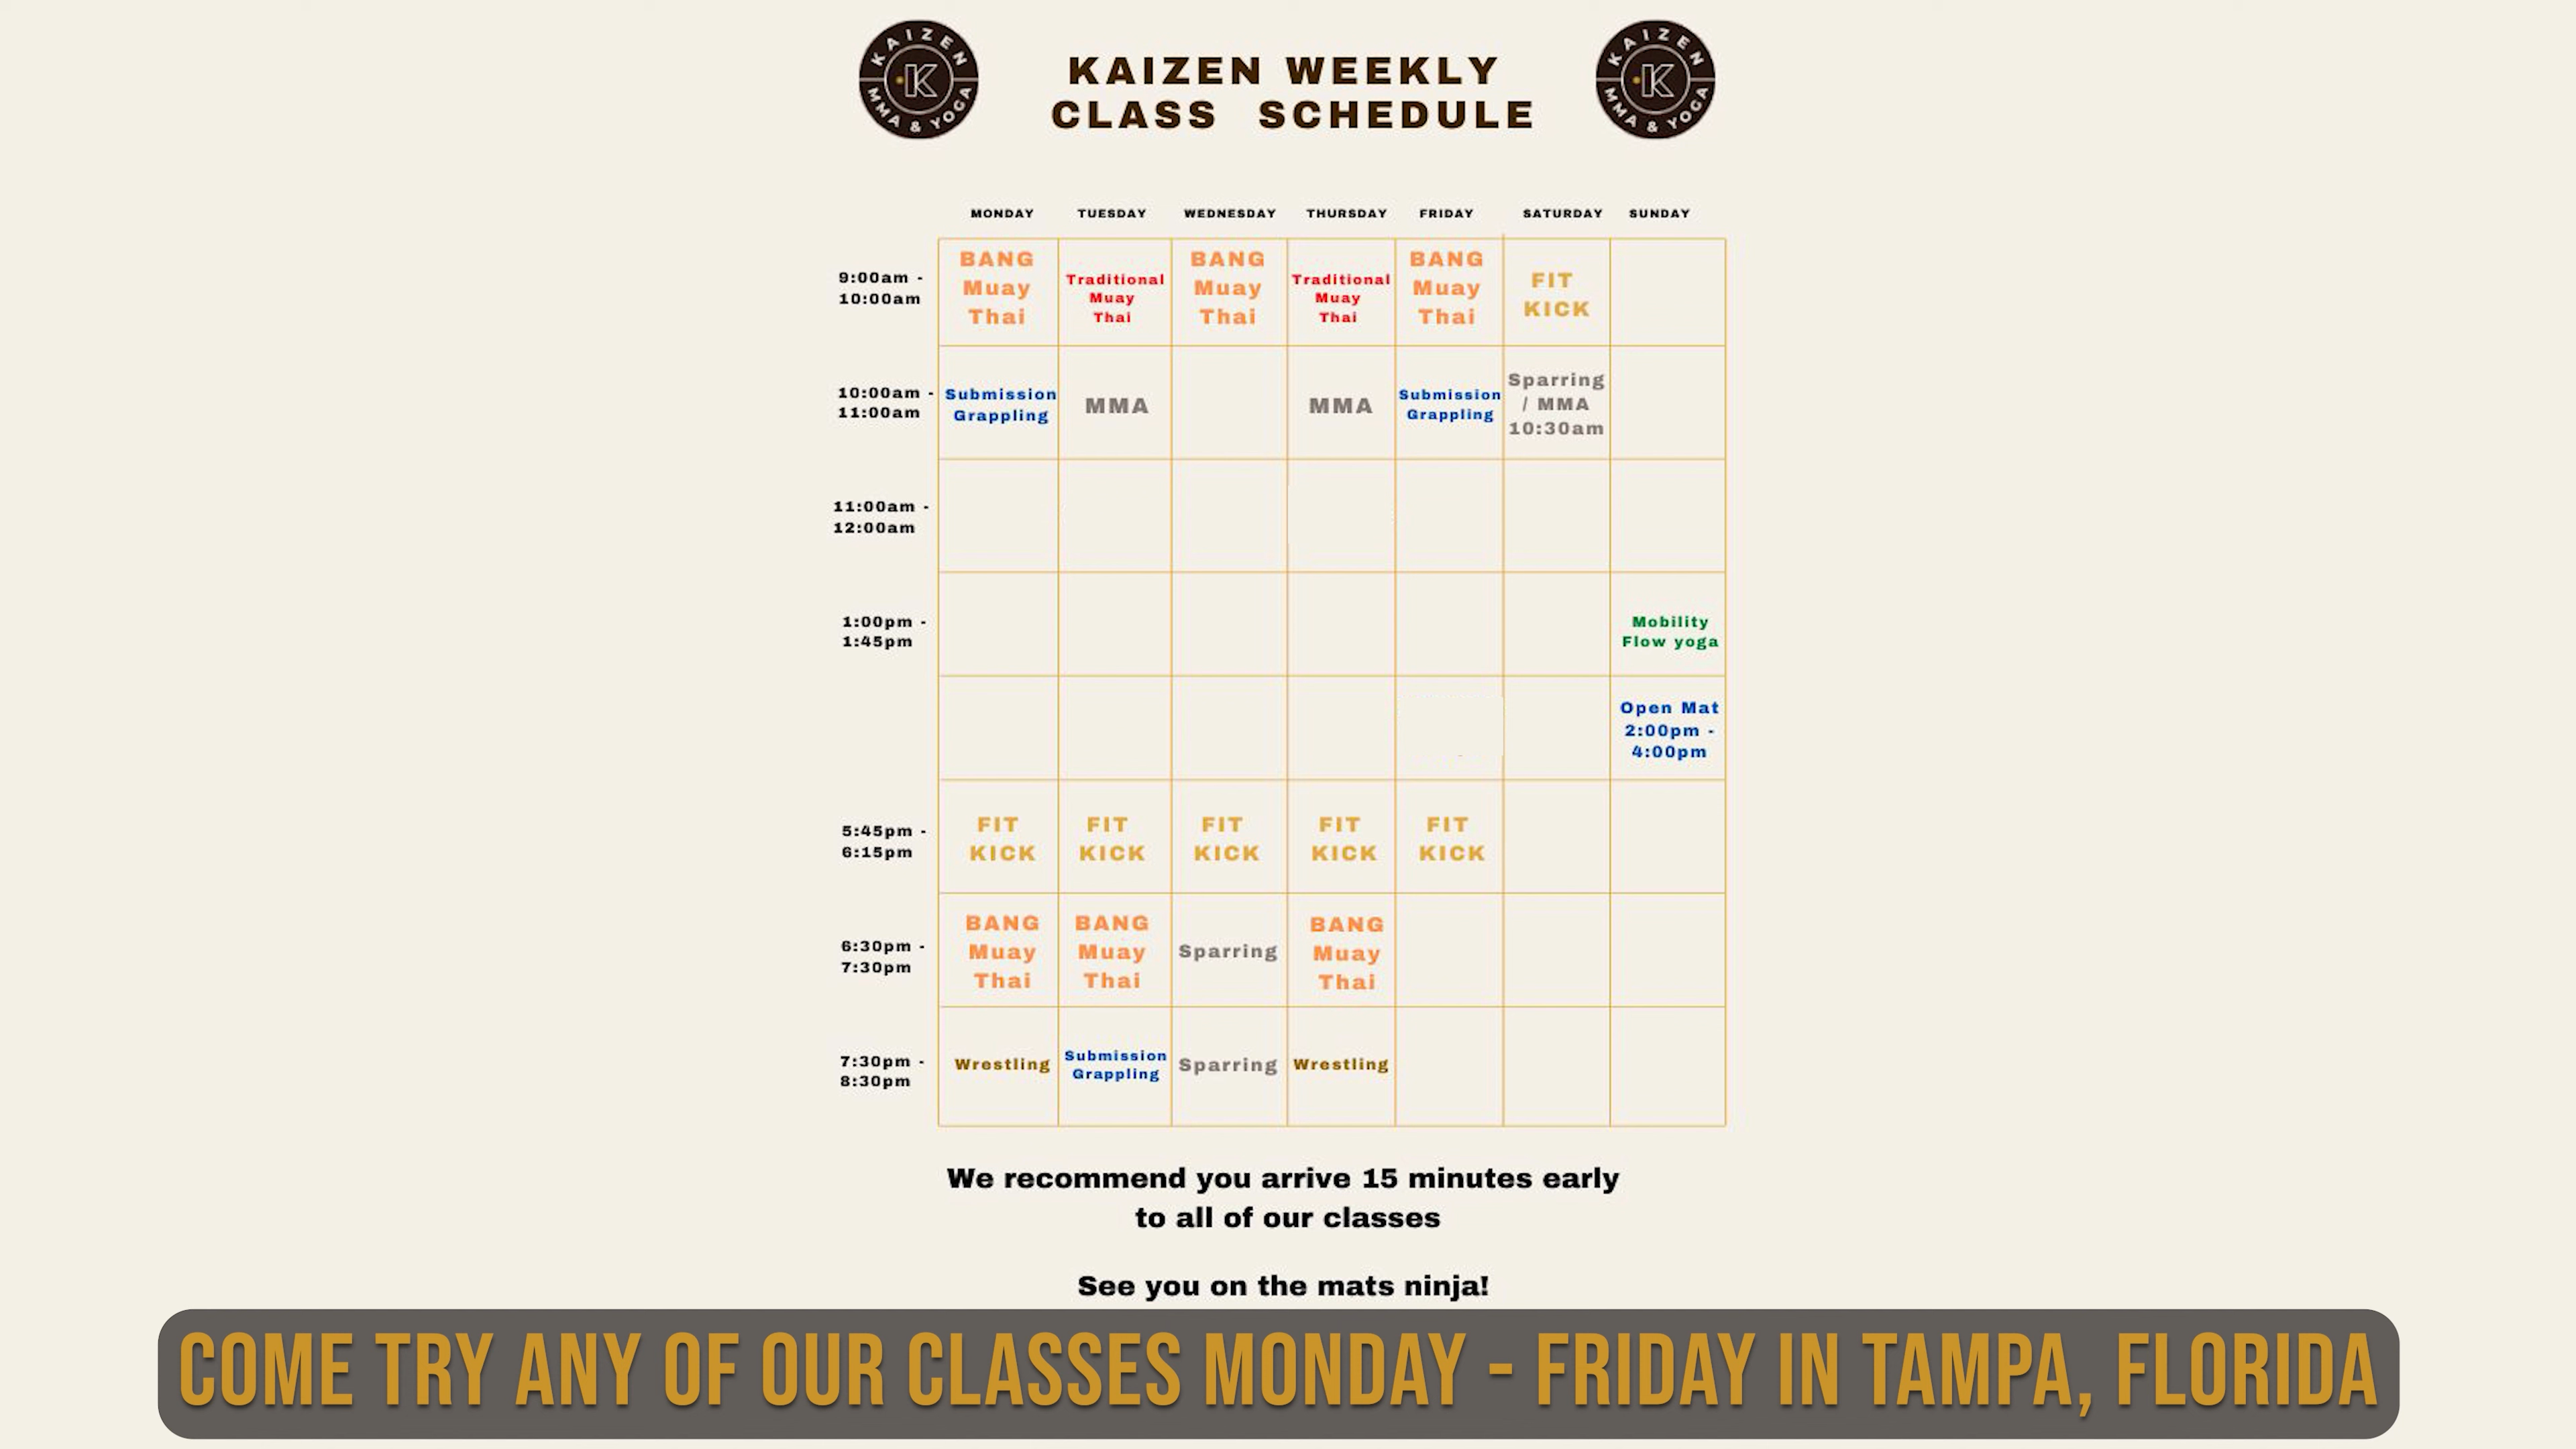 KAIZEN
K
MMA & YOGA
KAIZEN WEEKLY
CLASS SCHEDULE
KAIZEN
K
MMA & YOGA
MONDAY TUESDAY WEDNESDAY THURSDAY FRIDAY SATURDAY SUNDAY
9:00am -
10:00am
BANG
Muay
Thai
Traditional
Muay
Thai
BANG
Muay
Thai
Traditional
Muay
Thai
BANG
Muay
Thai
FIT
KICK
10:00am -
11:00am
Submission
Grappling
MMA
MMA
Submission
Grappling
Sparring
/ MMA
10:30am
11:00am -
12:00am
1:00pm -
1:45pm
Mobility
Flow yoga
Open Mat
2:00pm -
4:00pm
5:45pm -
6:15pm
FIT
KICK
FIT
KICK
FIT
KICK
FIT
KICK
FIT
KICK
6:30pm -
7:30pm
BANG
Muay
Thai
BANG
Muay
Thai
Sparring
BANG
Muay
Thai
7:30pm -
8:30pm
Wrestling
Submission
Grappling
Sparring
Wrestling
We recommend you arrive 15 minutes early
to all of our classes
See you on the mats ninja!
COME TRY ANY OF OUR CLASSES MONDAY - FRIDAY IN TAMPA, FLORIDA